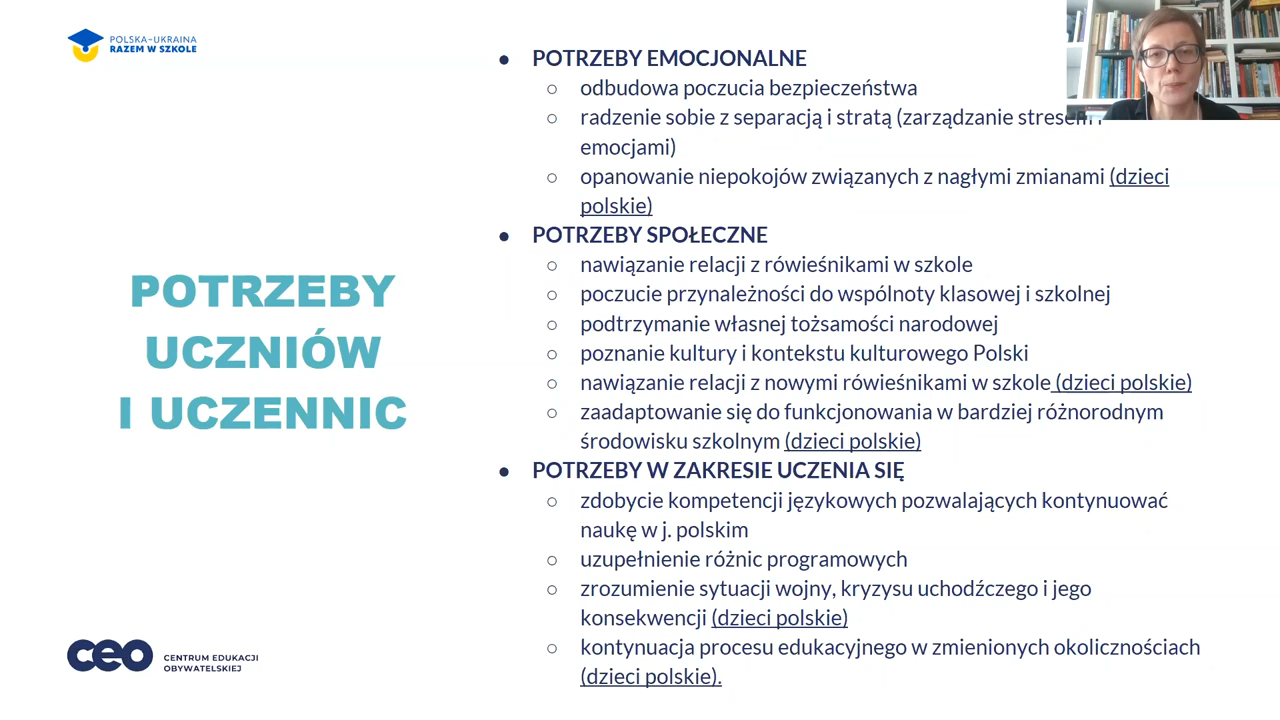 POLSKA-UKRAINA
RAZEM W SZKOLE
POTRZEBY
UCZNIÓW
I UCZENNIC
● POTRZEBY EMOCJONALNE
○ odbudowa poczucia bezpieczeństwa
○ radzenie sobie z separacją i stratą (zarządzanie stresem i
emocjami)
○ opanowanie niepokojów związanych z nagłymi zmianami (dzieci
polskie)
● POTRZEBY SPOŁECZNE
○ nawiązanie relacji z rówieśnikami w szkole
○ poczucie przynależności do wspólnoty klasowej i szkolnej
○ podtrzymanie własnej tożsamości narodowej
○ poznanie kultury i kontekstu kulturowego Polski
○ nawiązanie relacji z nowymi rówieśnikami w szkole (dzieci polskie)
○ zaadaptowanie się do funkcjonowania w bardziej różnorodnym
środowisku szkolnym (dzieci polskie)
● POTRZEBY W ZAKRESIE UCZENIA SIĘ
○ zdobycie kompetencji językowych pozwalających kontynuować
naukę w j. polskim
○ uzupełnienie różnic programowych
○ zrozumienie sytuacji wojny, kryzysu uchodźczego i jego
konsekwencji (dzieci polskie)
○ kontynuacja procesu edukacyjnego w zmienionych okolicznościach
(dzieci polskie).
ceo
CENTRUM EDUKACJI
OBYWATELSKIEJ